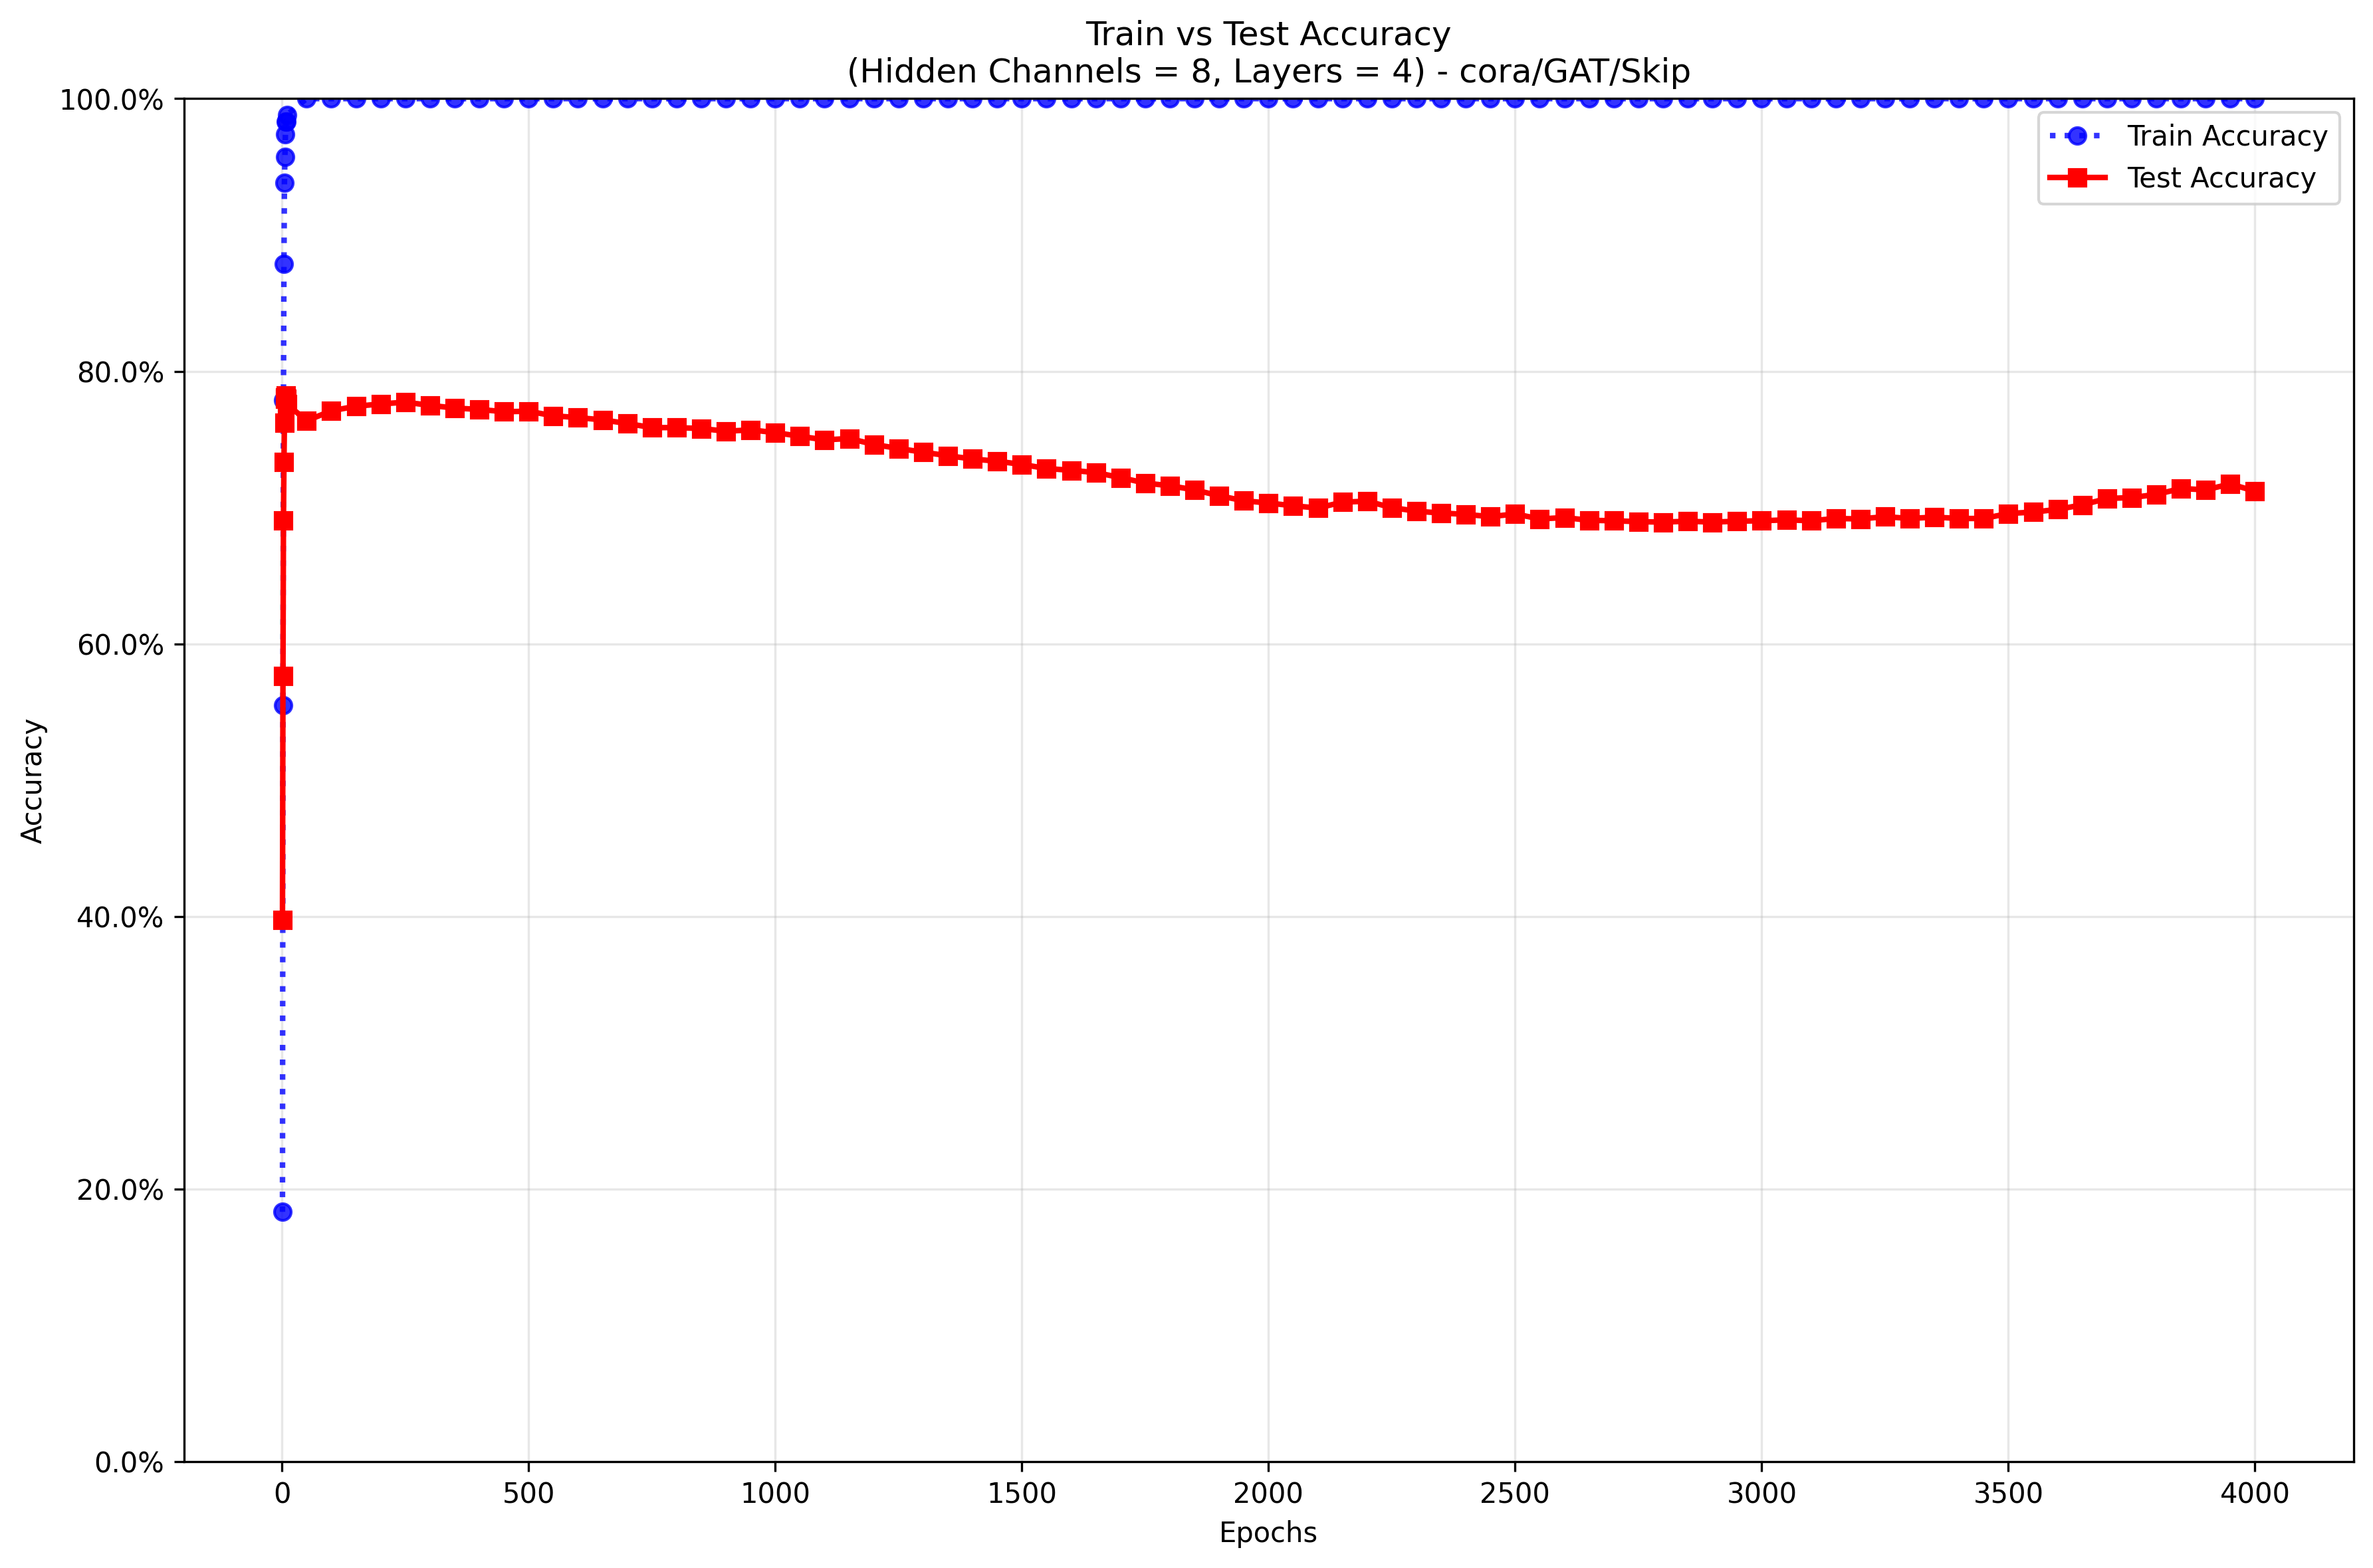 Train vs Test Accuracy
(Hidden Channels = 8, Layers = 4) - cora/GAT/Skip
100.0%
80.0%
60.0%
40.0%
20.0%
0.0%
Accuracy
Train Accuracy
Test Accuracy
0
500
1000
1500
2000
2500
3000
3500
4000
Epochs